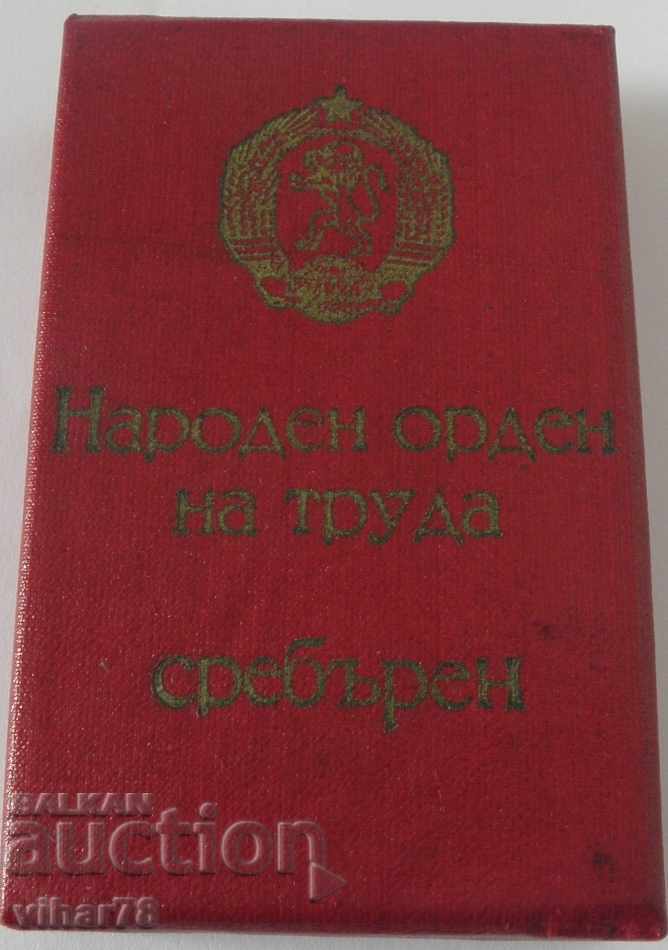 Народен орден
на труда
сребърен
BALKAN
auction
vihar78